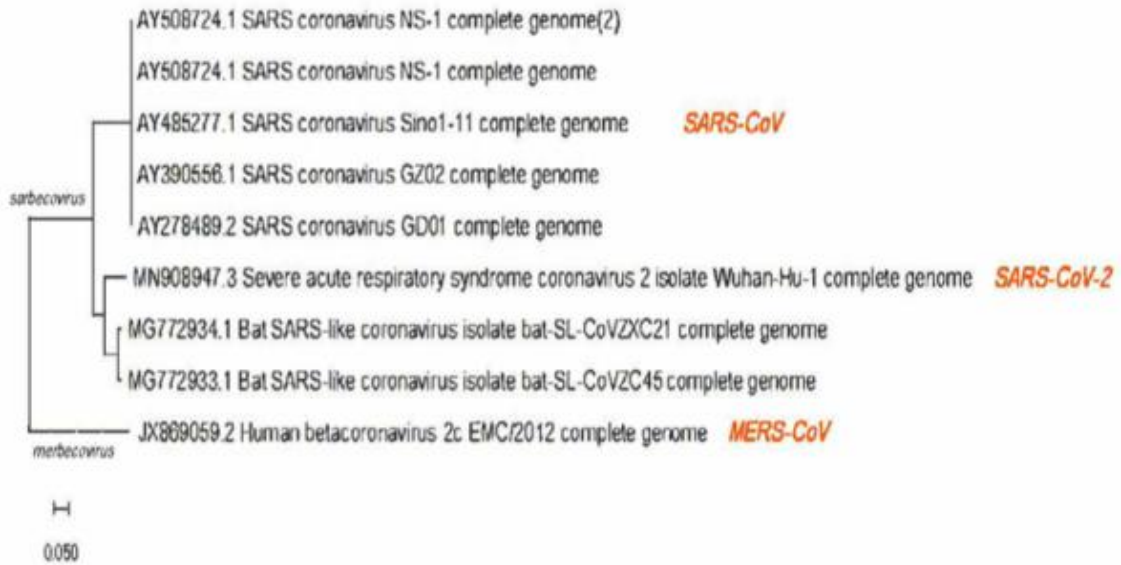 AY508724.1 SARS coronavirus NS-1 complete genome(2)
AY508724.1 SARS coronavirus NS-1 complete genome
AY485277.1 SARS coronavirus Sino1-11 complete genome SARS-CoV
AY390556.1 SARS coronavirus GZ02 complete genome
sarbecovirus
AY278489.2 SARS coronavirus GD01 complete genome
MN908947.3 Severe acute respiratory syndrome coronavirus 2 isolate Wuhan-Hu-1 complete genome SARS-CoV-2
MG772934.1 Bat SARS-like coronavirus isolate bat-SL-CoVZXC21 complete genome
MG772933.1 Bat SARS-like coronavirus isolate bat-SL-CoVZC45 complete genome
JX869059.2 Human betacoronavirus 2c EMC/2012 complete genome MERS-CoV
merbecovirus
0.050